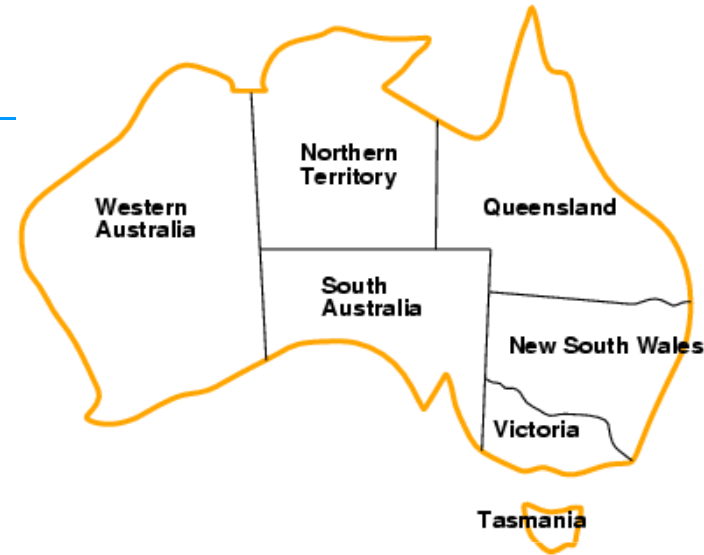 Northern
Territory
Western
Australia
Queensland
South
Australia
New South Wales
Victoria
Tasmania